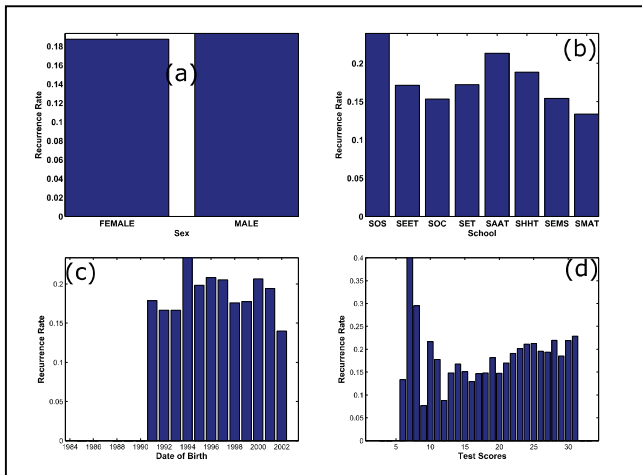 (a)
Recurrence Rate
0.18
0.16
0.14
0.12
0.1
0.08
0.06
0.04
0.02
0
FEMALE MALE
Sex
(b)
Recurrence Rate
0.2
0.15
0.1
0.05
0
SOS SEET SOC SET SAAT SHHT SEMS SMAT
School
(c)
Recurrence Rate
0.2
0.15
0.1
0.05
0
1984 1986 1988 1990 1992 1994 1996 1998 2000 2002
Date of Birth
(d)
Recurrence Rate
0.4
0.35
0.3
0.25
0.2
0.15
0.1
0.05
0
5 10 15 20 25 30
Test Scores